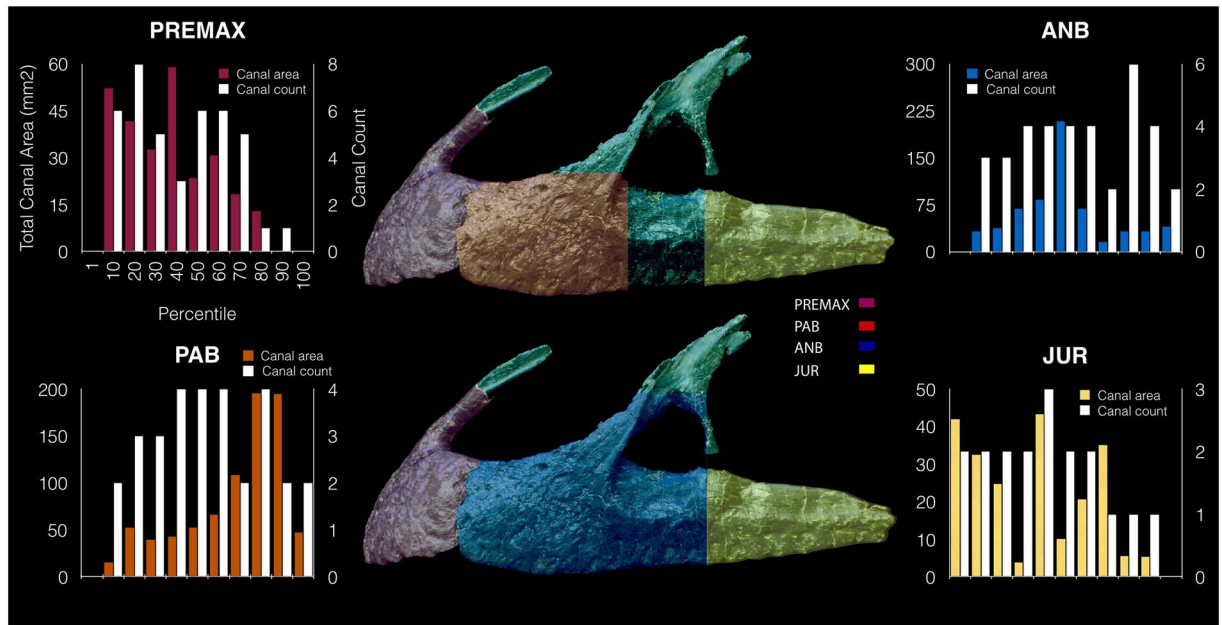 PREMAX
Total Canal Area (mm2)
60
45
30
15
0
Canal area
Canal count
8
6
4
2
0
Canal Count
1
10
20
30
40
50
60
70
80
90
100
Percentile
ANB
300
225
150
75
0
Canal area
Canal count
6
4
2
0
PREMAX
PAB
ANB
JUR
PAB
Canal area
Canal count
200
150
100
50
0
4
3
2
1
0
JUR
50
40
30
20
10
0
Canal area
Canal count
3
2
1
0